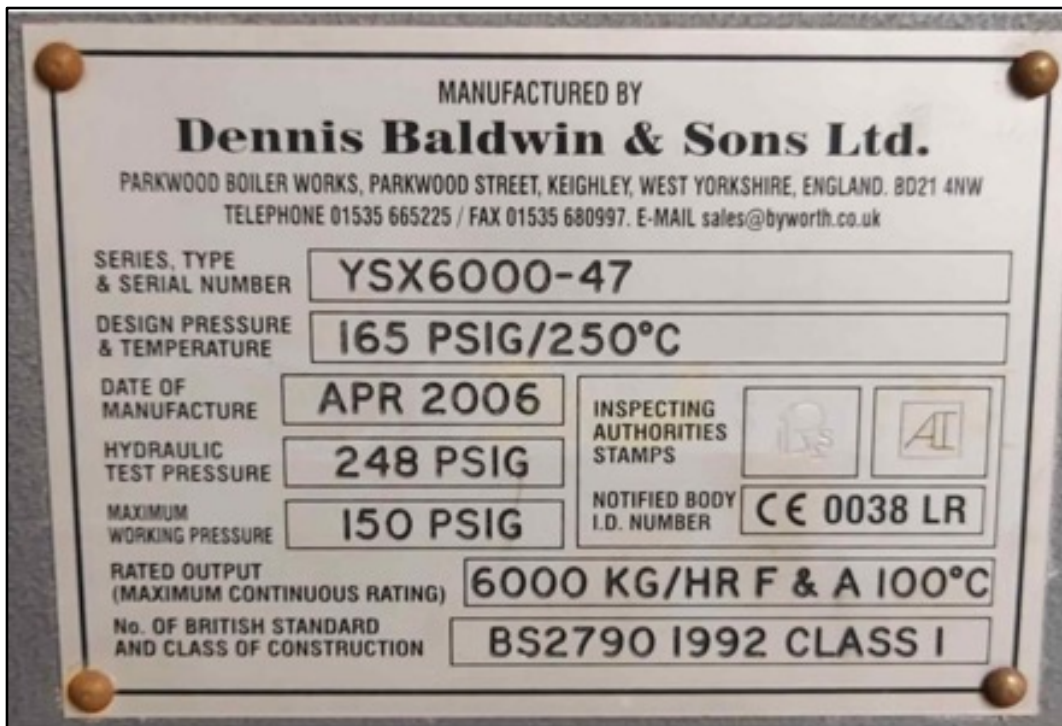 MANUFACTURED BY
Dennis Baldwin & Sons Ltd.
PARKWOOD BOILER WORKS, PARKWOOD STREET, KEIGHLEY, WEST YORKSHIRE, ENGLAND. BD21 4NW
TELEPHONE 01535 665225 / FAX 01535 680997. E-MAIL sales@byworth.co.uk
SERIES, TYPE
& SERIAL NUMBER
YSX6000-47
DESIGN PRESSURE
& TEMPERATURE
165 PSIG/250°C
DATE OF
MANUFACTURE
APR 2006
HYDRAULIC
TEST PRESSURE
248 PSIG
MAXIMUM
WORKING PRESSURE
150 PSIG
INSPECTING
AUTHORITIES
STAMPS
AI
NOTIFIED BODY
I.D. NUMBER
CE 0038 LR
RATED OUTPUT
(MAXIMUM CONTINUOUS RATING)
6000 KG/HR F & A 100°C
No. OF BRITISH STANDARD
AND CLASS OF CONSTRUCTION
BS2790 1992 CLASS 1